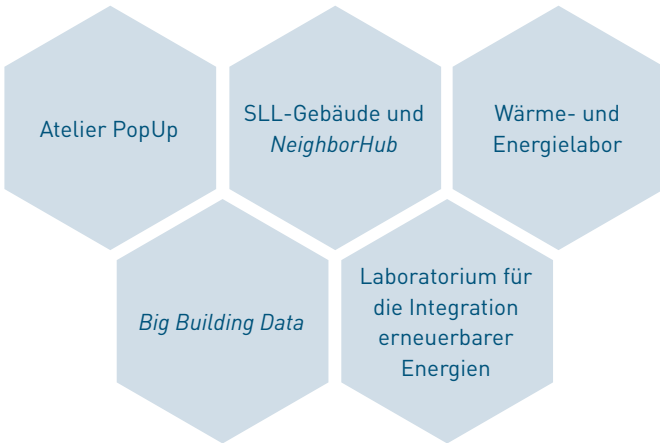 Atelier PopUp
SLL-Gebäude und
NeighborHub
Wärme- und
Energielabor
Big Building Data
Laboratorium für
die Integration
erneuerbarer
Energien